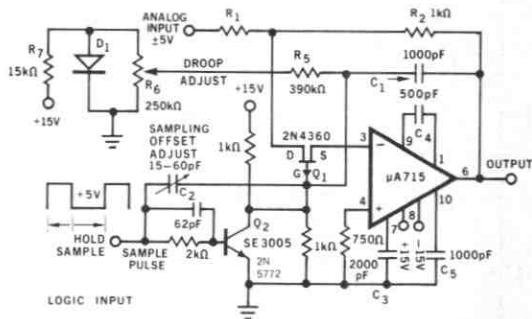 ANALOG
INPUT
±5V
R1
R2 1kΩ
R7
15kΩ
D1
+15V
R6
250kΩ
DROOP
ADJUST
R5
390kΩ
1000pF
C1
500pF
C4
+15V
1kΩ
2N4360
D S
G Q1
SAMPLING
OFFSET
ADJUST
15-60pF
C2
62pF
+5V
HOLD
SAMPLE
SAMPLE
PULSE
2kΩ
Q2
SE3005
2N
5772
1kΩ
750Ω
3
−
4
+
9
1
6
10
7
8
μA715
OUTPUT
+15V
−15V
2000
pF
C3
1000pF
C5
LOGIC INPUT